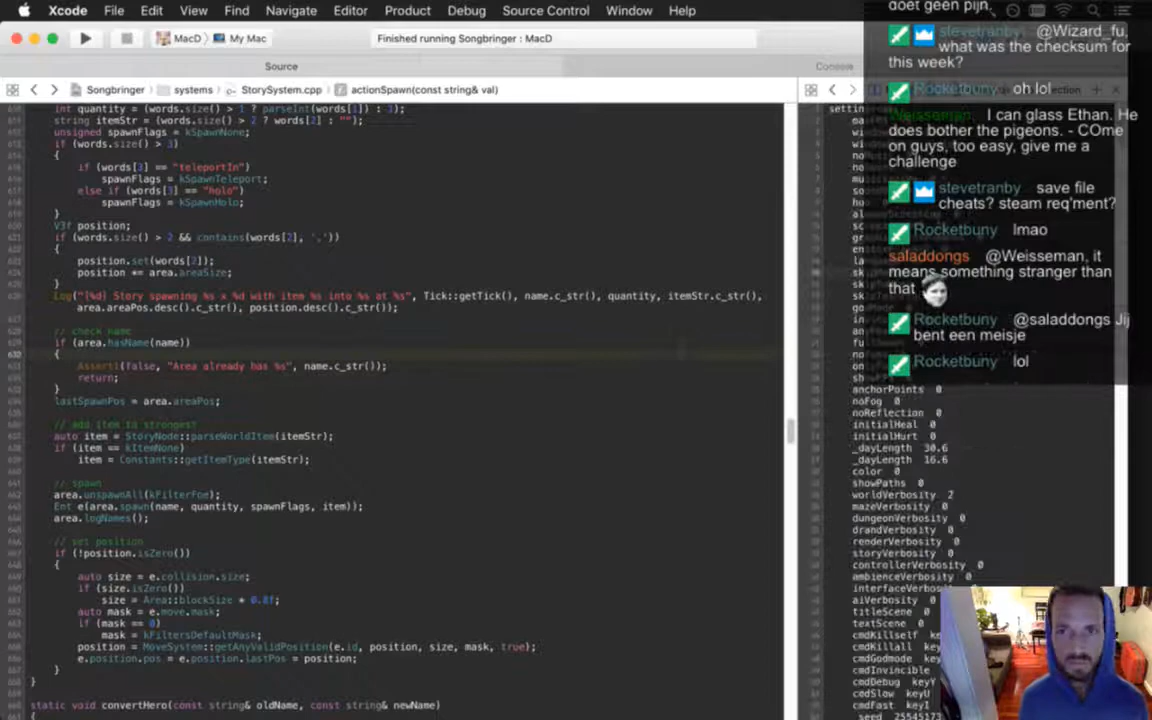 Xcode File Edit View Find Navigate Editor Product Debug Source Control Window Help
MacD My Mac
Finished running Songbringer : MacD
Source
Console
Songbringer systems StorySystem.cpp actionSpawn(const string& val)
int quantity = (words.size() > 1 ? parseInt(words[1]) : 1);
string itemStr = (words.size() > 2 ? words[2] : "");
unsigned spawnFlags = kSpawnNone;
if (words.size() > 3)
{
if (words[3] == "teleportIn")
spawnFlags = kSpawnTeleport;
else if (words[3] == "holo")
spawnFlags = kSpawnHolo;
}
V3f position;
if (words.size() > 2 && contains(words[2], ','))
{
position.set(words[2]);
position *= area.areaSize;
}
Log("[%d] Story spawning %s x %d with item %s into %s at %s", Tick::getTick(), name.c_str(), quantity, itemStr.c_str(),
area.areaPos.desc().c_str(), position.desc().c_str());
// check name
if (area.hasName(name))
{
Assert1(false, "Area already has %s", name.c_str());
return;
}
lastSpawnPos = area.areaPos;
// add item to strongest
auto item = StoryNode::parseWorldItem(itemStr);
if (item == kItemNone)
item = Constants::getItemType(itemStr);
// spawn
area.unspawnAll(kFilterFoe);
Ent e(area.spawn(name, quantity, spawnFlags, item));
area.logNames();
// set position
if (!position.isZero())
{
auto size = e.collision.size;
if (size.isZero())
size = Area::blockSize * 0.8f;
auto mask = e.move.mask;
if (mask == 0)
mask = kFiltersDefaultMask;
position = MoveSystem::getAnyValidPosition(e.id, position, size, mask, true);
e.position.pos = e.position.lastPos = position;
}
}
static void convertHero(const string& oldName, const string& newName)
doet geen pijn.
stevetranby @Wizard_fu,
what was the checksum for
this week?
Rocketbuny oh lol
Weisseman I can glass Ethan. He
does bother the pigeons. - COme
on guys, too easy, give me a
challenge
stevetranby save file
cheats? steam req'ment?
Rocketbuny lmao
saladdongs @Weisseman, it
means something stranger than
that
Rocketbuny @saladdongs Jij
bent een meisje
Rocketbuny lol
anchorPoints 0
noFog 0
noReflection 0
initialHeal 0
initialHurt 0
_dayLength 30.6
_dayLength 16.6
color 0
showPaths 0
worldVerbosity 2
mazeVerbosity 0
dungeonVerbosity 0
drandVerbosity 0
renderVerbosity 0
storyVerbosity 0
controllerVerbosity 0
ambienceVerbosity 0
interfaceVerbos
aiVerbosity 0
titleScene 0
textScene 0
cmdKillself ke
cmdKillall key
cmdGodmode
cmdInvincible
cmdDebug keyY
cmdSlow keyU
cmdFast keyI
_seed 25545173